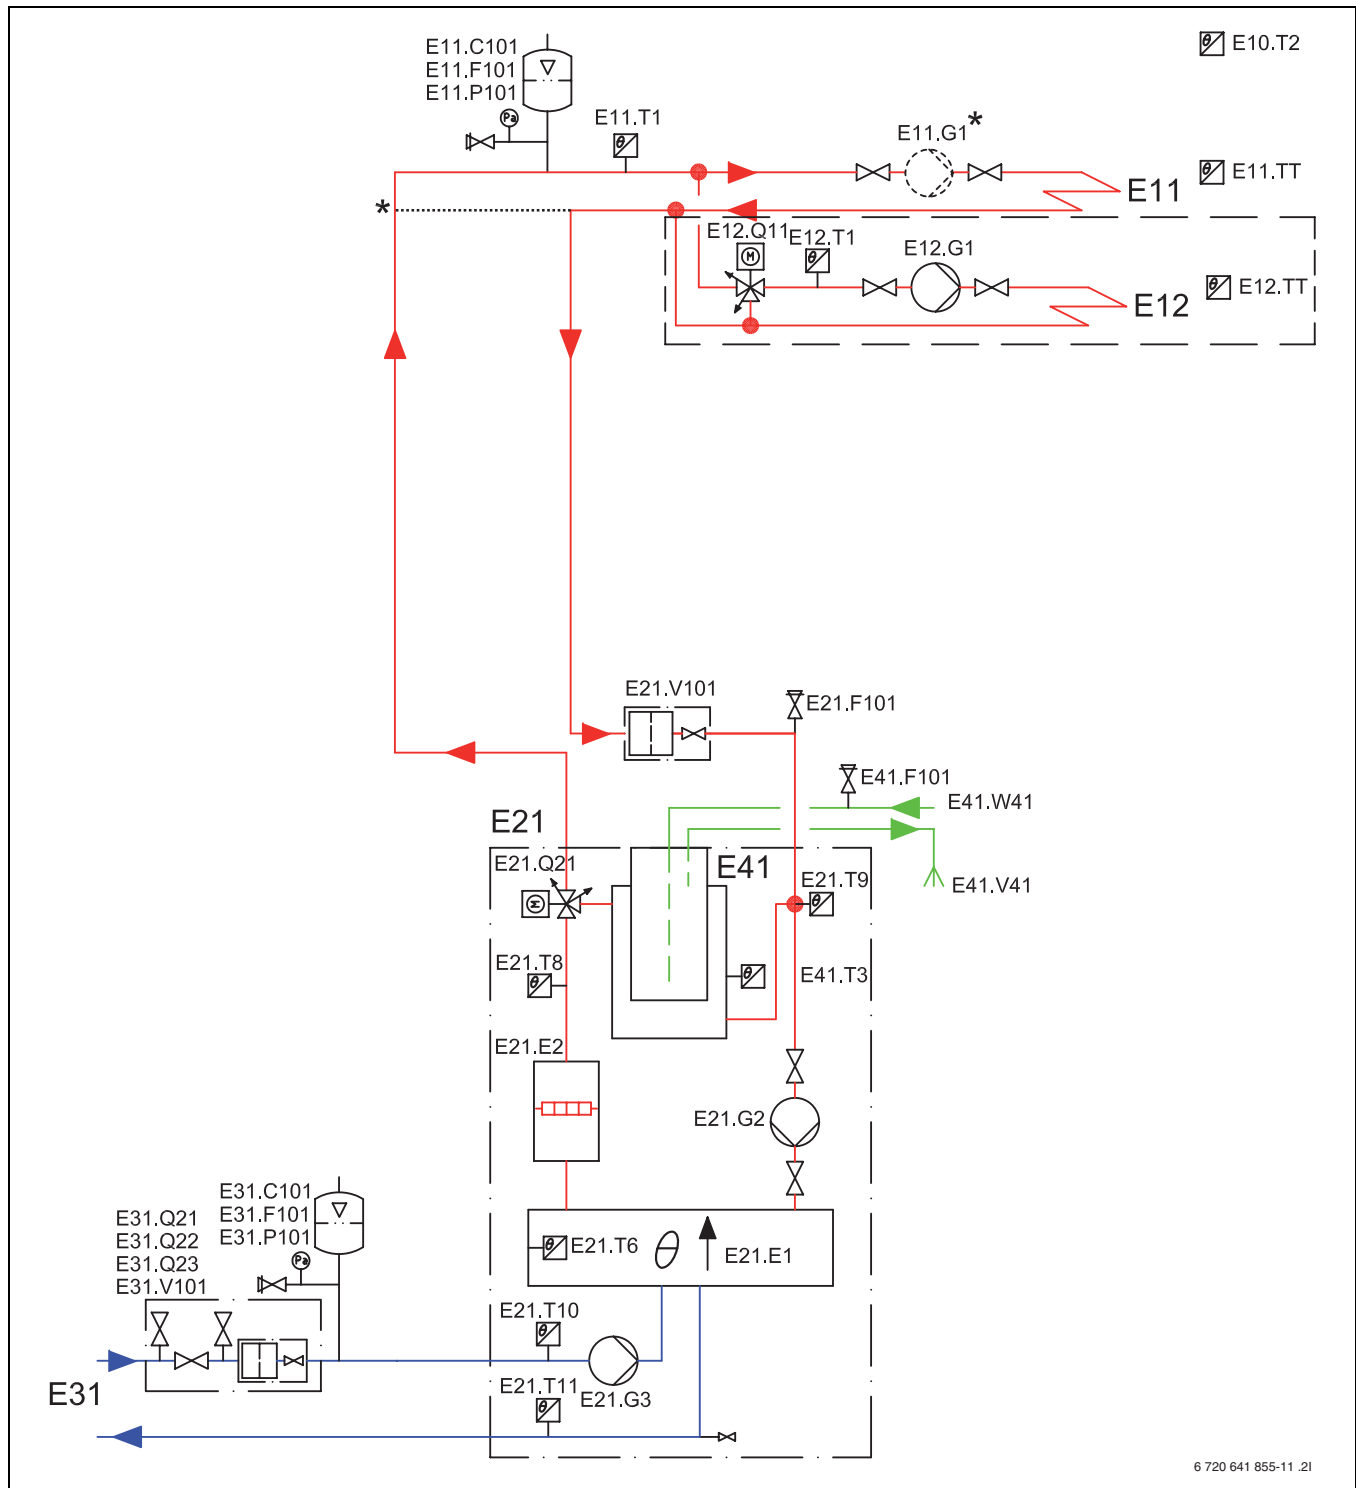 E11.C101
E11.F101
E11.P101
Pa
E11.T1
θ
E11.G1*
θ E10.T2
θ E11.TT
E11
*
E12.Q11
M
E12.T1
θ
E12.G1
θ E12.TT
E12
E21.V101
E21.F101
E41.F101
E41.W41
E41.V41
E21
E21.Q21
M
E41
E21.T9
θ
E21.T8
θ
θ
E41.T3
E21.E2
E21.G2
E31.C101
E31.F101
E31.P101
Pa
E31.Q21
E31.Q22
E31.Q23
E31.V101
θ E21.T6
E21.E1
E21.T10
θ
E21.G3
E21.T11
θ
E31
6 720 641 855-11 .2I